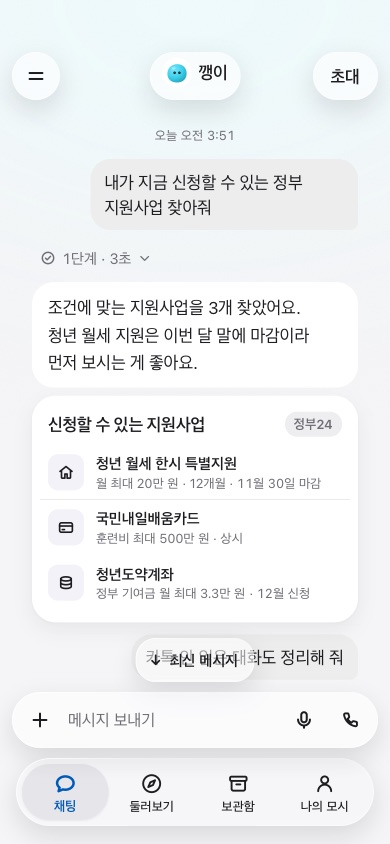 깽이
초대
오늘 오전 3:51
내가 지금 신청할 수 있는 정부
지원사업 찾아줘
1단계 · 3초
조건에 맞는 지원사업을 3개 찾았어요.
청년 월세 지원은 이번 달 말에 마감이라
먼저 보시는 게 좋아요.
신청할 수 있는 지원사업
정부24
청년 월세 한시 특별지원
월 최대 20만 원 · 12개월 · 11월 30일 마감
국민내일배움카드
훈련비 최대 500만 원 · 상시
청년도약계좌
정부 기여금 월 최대 3.3만 원 · 12월 신청
정리해 줘
최신 메시지
메시지 보내기
채팅
둘러보기
보관함
나의 모시